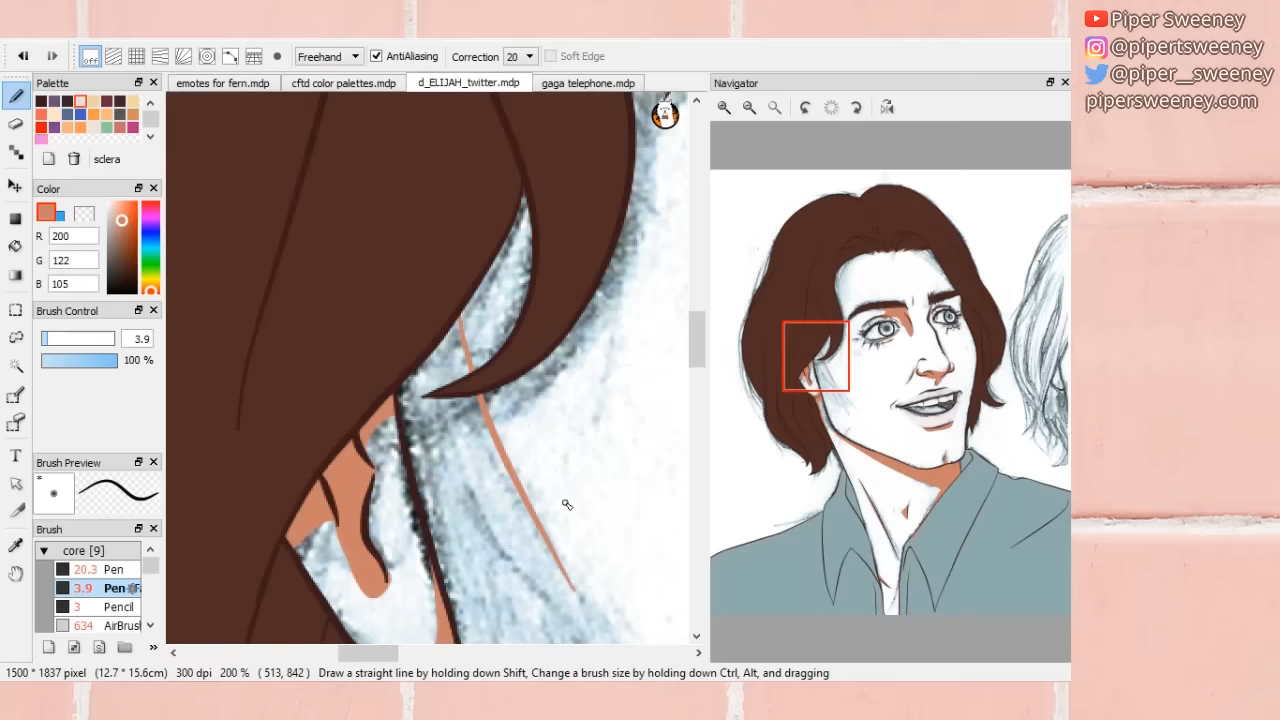 Piper Sweeney
@pipertsweeney
@piper__sweeney
pipersweeney.com
off
Freehand
AntiAliasing
Correction
20
Soft Edge
Palette
emotes for fern.mdp
cftd color palettes.mdp
d_ELIJAH_twitter.mdp
gaga telephone.mdp
Navigator
sclera
Color
R 200
G 122
B 105
Brush Control
3.9
100 %
Brush Preview
*
Brush
core [9]
20.3 Pen
3.9 Pen
3 Pencil
634 AirBrus
1500 * 1837 pixel (12.7 * 15.6cm) 300 dpi 200 % ( 513, 842 ) Draw a straight line by holding down Shift, Change a brush size by holding down Ctrl, Alt, and dragging